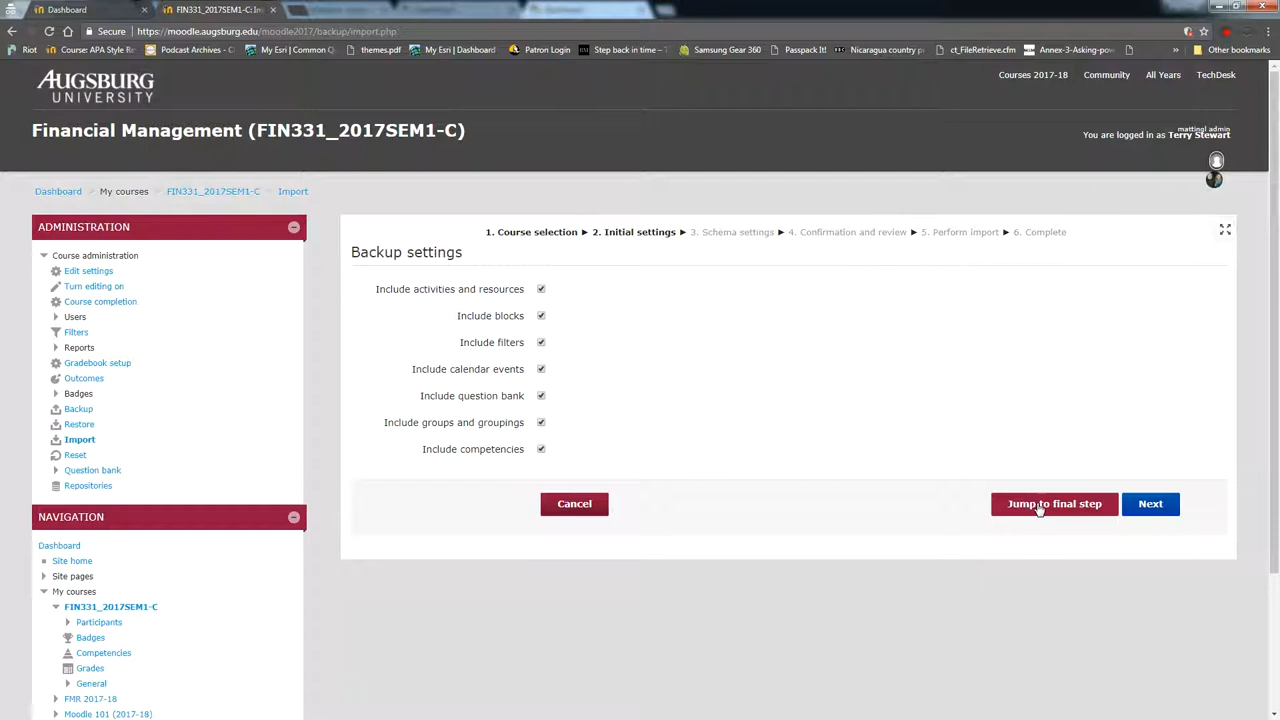 Dashboard
FIN331_2017SEM1-C: Im
Secure
https://moodle.augsburg.edu/moodle2017/backup/import.php
Riot
Course: APA Style Re
Podcast Archives - C
My Esri | Common Q
themes.pdf
My Esri | Dashboard
Patron Login
Step back in time – T
Samsung Gear 360
Passpack It!
Nicaragua country p
ct_FileRetrieve.cfm
Annex-3-Asking-pow
Other bookmarks
AUGSBURG
UNIVERSITY
Courses 2017-18
Community
All Years
TechDesk
Financial Management (FIN331_2017SEM1-C)
mattingl admin
You are logged in as Terry Stewart
Dashboard
My courses
FIN331_2017SEM1-C
Import
ADMINISTRATION
Course administration
Edit settings
Turn editing on
Course completion
Users
Filters
Reports
Gradebook setup
Outcomes
Badges
Backup
Restore
Import
Reset
Question bank
Repositories
NAVIGATION
Dashboard
Site home
Site pages
My courses
FIN331_2017SEM1-C
Participants
Badges
Competencies
Grades
General
FMR 2017-18
Moodle 101 (2017-18)
1. Course selection ► 2. Initial settings ► 3. Schema settings ► 4. Confirmation and review ► 5. Perform import ► 6. Complete
Backup settings
Include activities and resources
Include blocks
Include filters
Include calendar events
Include question bank
Include groups and groupings
Include competencies
Cancel
Jump to final step
Next